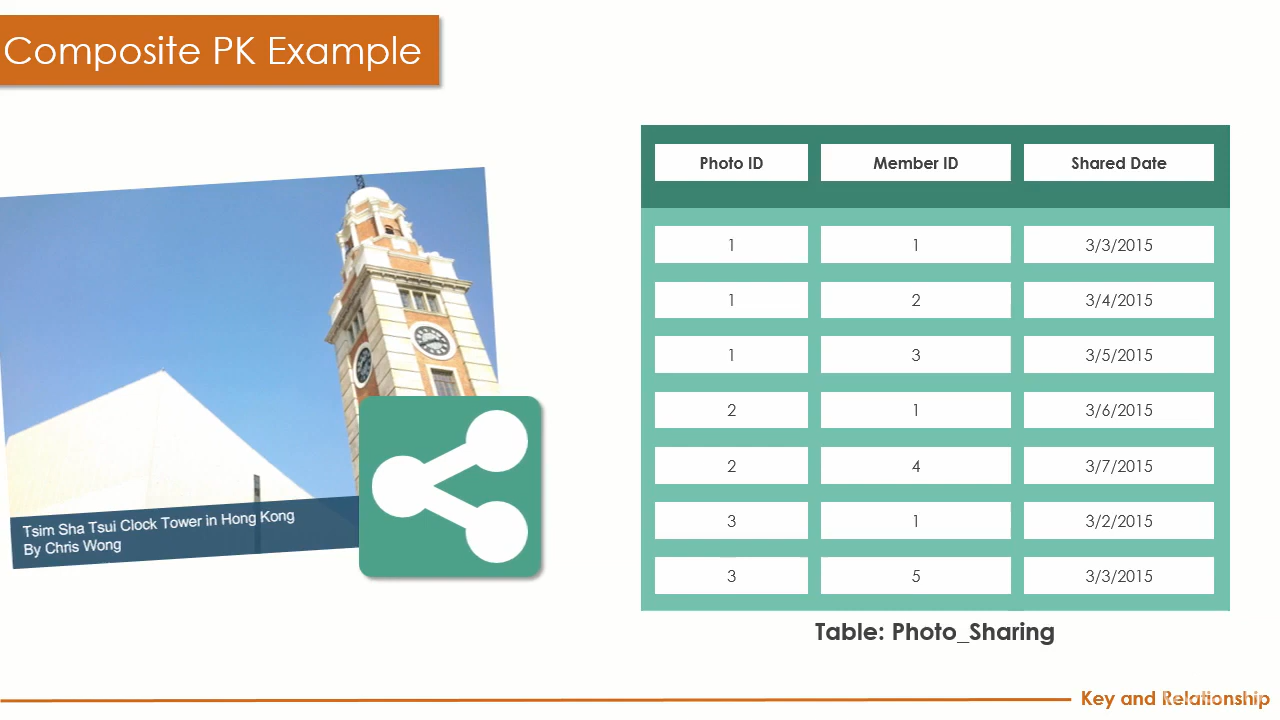 Composite PK Example
Tsim Sha Tsui Clock Tower in Hong Kong
By Chris Wong
Photo ID Member ID Shared Date
1 1 3/3/2015
1 2 3/4/2015
1 3 3/5/2015
2 1 3/6/2015
2 4 3/7/2015
3 1 3/2/2015
3 5 3/3/2015
Table: Photo_Sharing
Key and Relationship